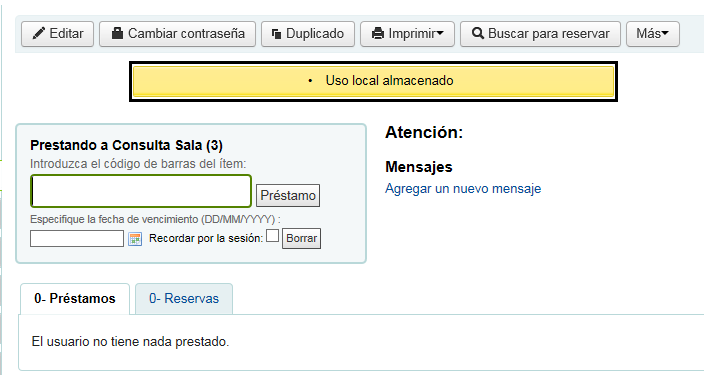 Editar Cambiar contraseña Duplicado Imprimir Buscar para reservar Más
• Uso local almacenado
Prestando a Consulta Sala (3)
Introduzca el código de barras del ítem:
Préstamo
Especifique la fecha de vencimiento (DD/MM/YYYY) :
Recordar por la sesión: Borrar
Atención:
Mensajes
Agregar un nuevo mensaje
0- Préstamos 0- Reservas
El usuario no tiene nada prestado.